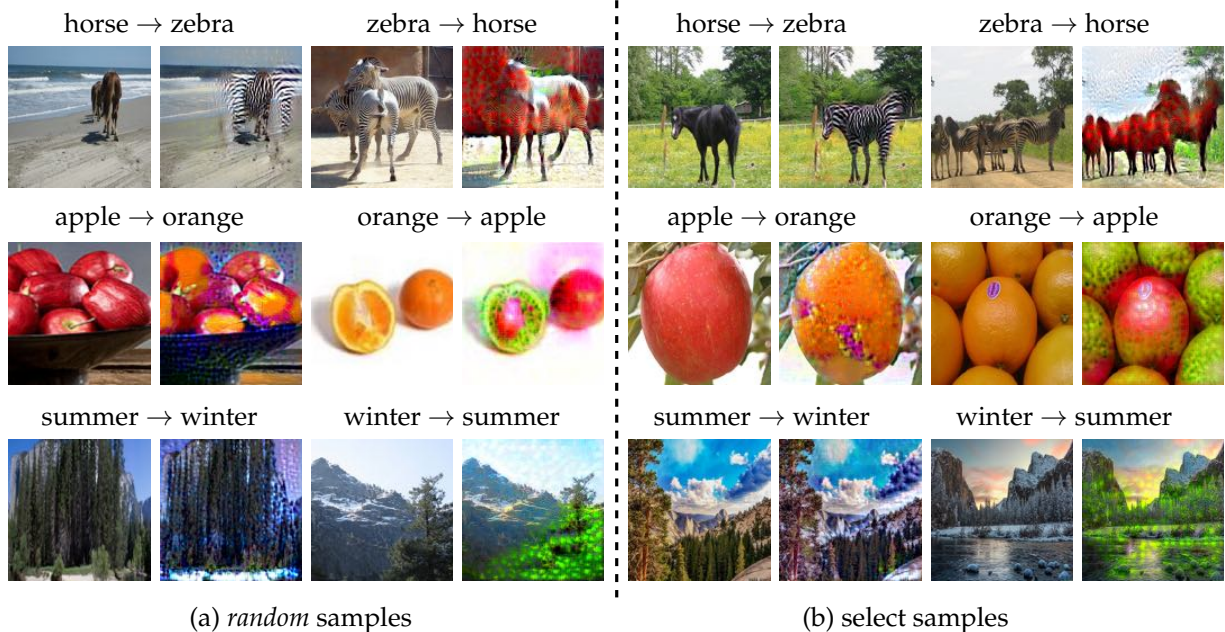 horse → zebra
zebra → horse
horse → zebra
zebra → horse
apple → orange
orange → apple
apple → orange
orange → apple
summer → winter
winter → summer
summer → winter
winter → summer
(a) random samples
(b) select samples